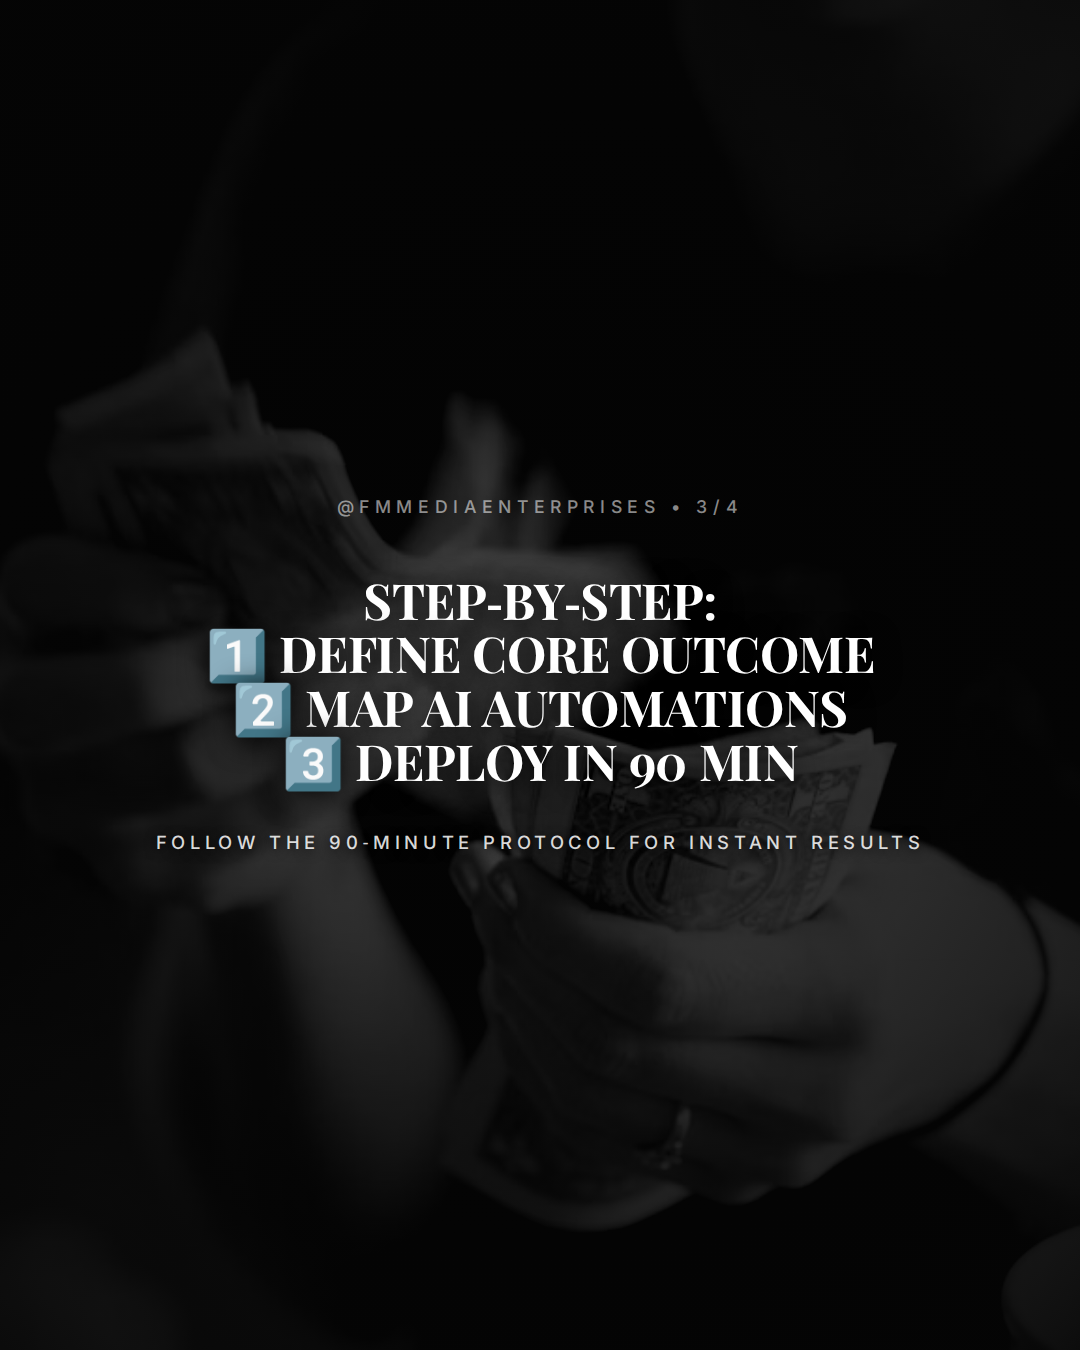 @FMMEDIAENTERPRISES • 3/4
STEP-BY-STEP:
1️⃣ DEFINE CORE OUTCOME
2️⃣ MAP AI AUTOMATIONS
3️⃣ DEPLOY IN 90 MIN
FOLLOW THE 90-MINUTE PROTOCOL FOR INSTANT RESULTS